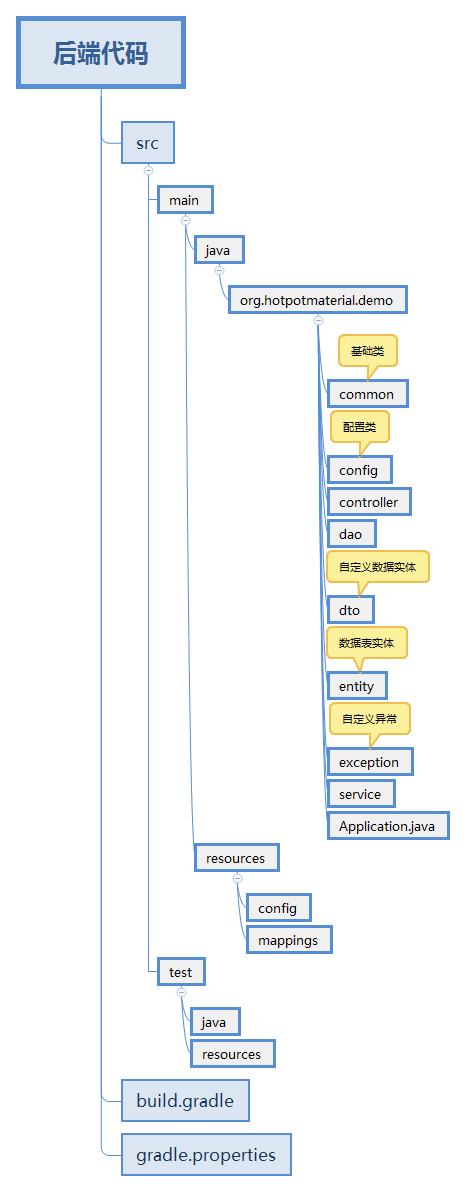 后端代码
src
main
java
org.hotpotmaterial.demo
基础类
common
配置类
config
controller
dao
自定义数据实体
dto
数据表实体
entity
自定义异常
exception
service
Application.java
resources
config
mappings
test
java
resources
build.gradle
gradle.properties